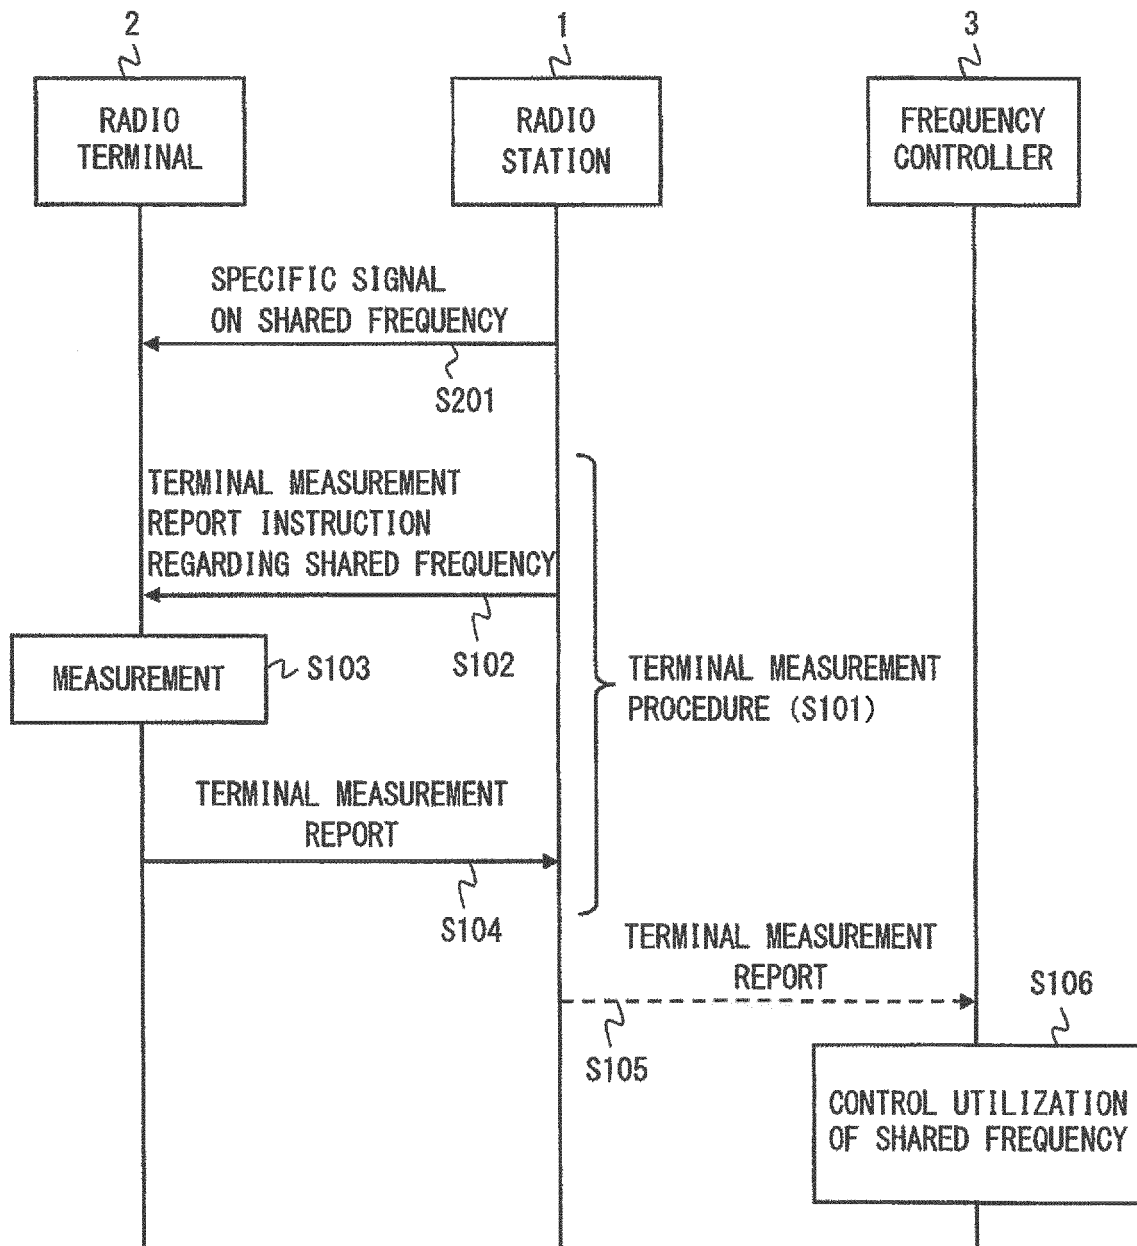 2
1
3
RADIO
TERMINAL
RADIO
STATION
FREQUENCY
CONTROLLER
SPECIFIC SIGNAL
ON SHARED FREQUENCY
S201
TERMINAL MEASUREMENT
REPORT INSTRUCTION
REGARDING SHARED FREQUENCY
S102
MEASUREMENT
S103
TERMINAL MEASUREMENT
PROCEDURE (S101)
TERMINAL MEASUREMENT
REPORT
S104
TERMINAL MEASUREMENT
REPORT
S105
S106
CONTROL UTILIZATION
OF SHARED FREQUENCY